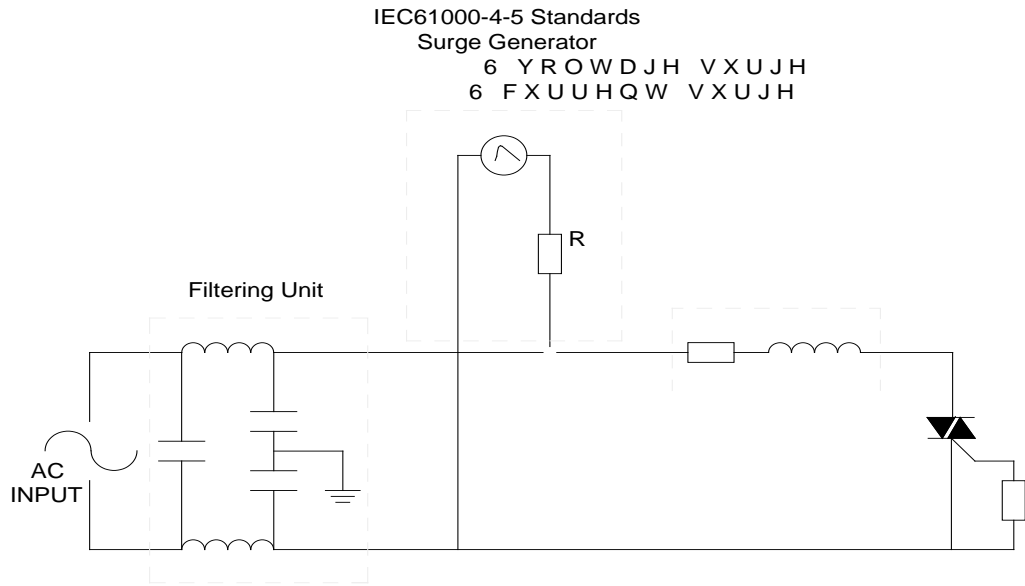 IEC61000-4-5 Standards
Surge Generator
6 YROWDJH VXUJH
6 FXUUHQW VXUJH
R
Filtering Unit
AC
INPUT